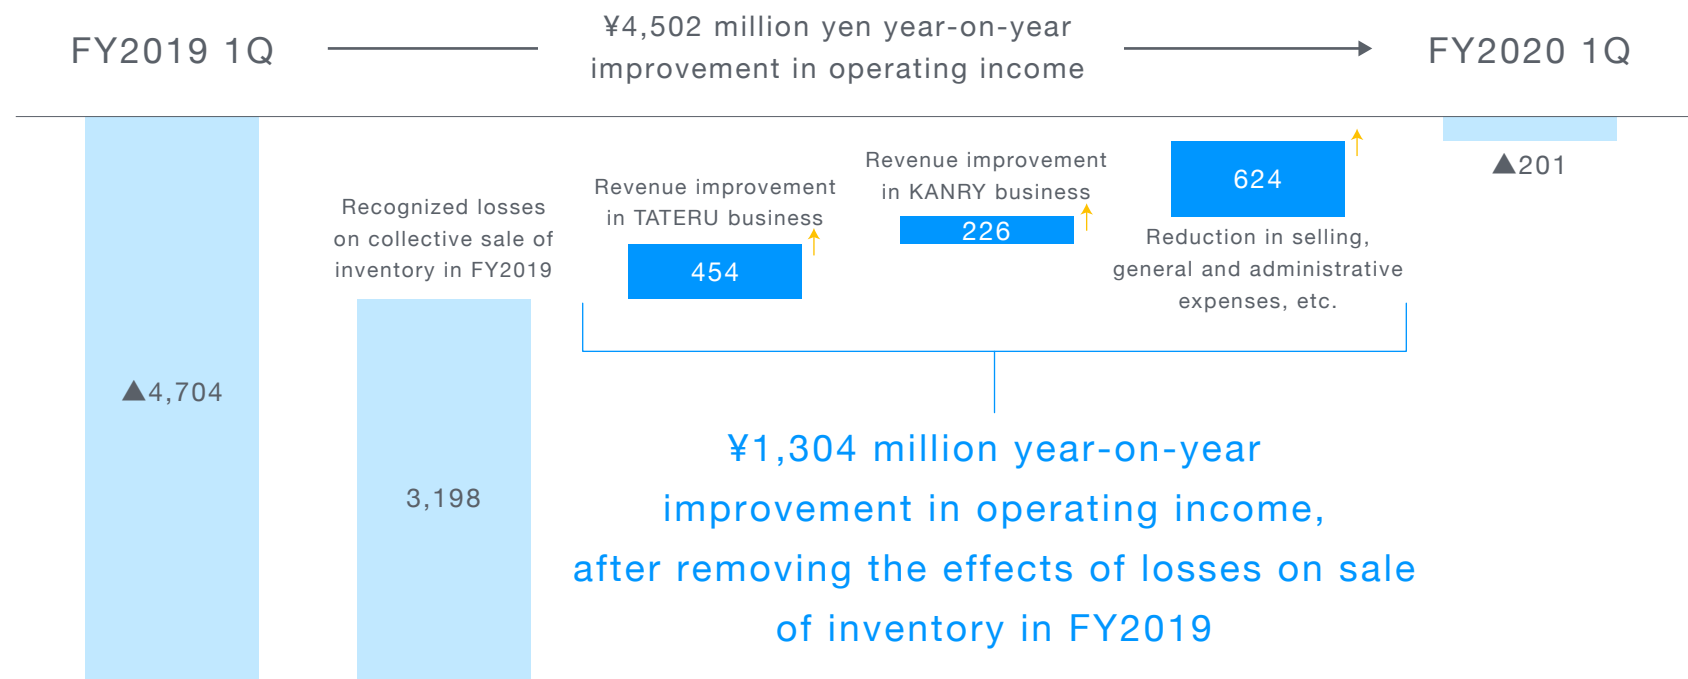 FY2019 1Q
¥4,502 million yen year-on-year
improvement in operating income
FY2020 1Q
▲4,704
Recognized losses
on collective sale of
inventory in FY2019
3,198
Revenue improvement
in TATERU business
454
Revenue improvement
in KANRY business
226
624
Reduction in selling,
general and administrative
expenses, etc.
▲201
¥1,304 million year-on-year
improvement in operating income,
after removing the effects of losses on sale
of inventory in FY2019